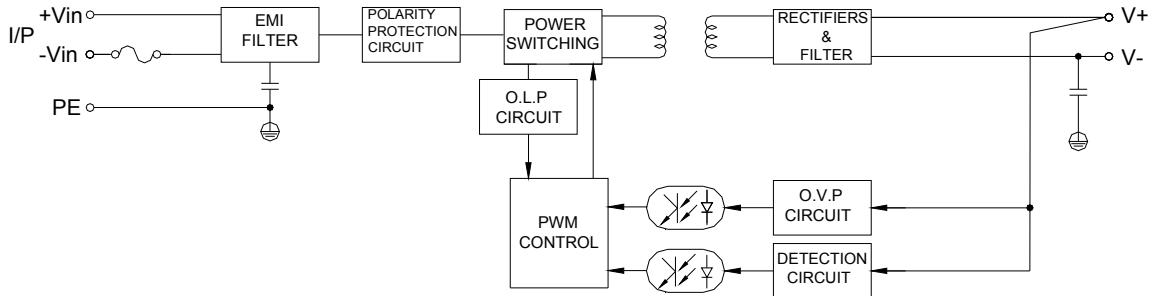 +Vin
I/P
-Vin
PE
EMI
FILTER
POLARITY
PROTECTION
CIRCUIT
POWER
SWITCHING
O.L.P
CIRCUIT
PWM
CONTROL
RECTIFIERS
&
FILTER
V+
V-
O.V.P
CIRCUIT
DETECTION
CIRCUIT